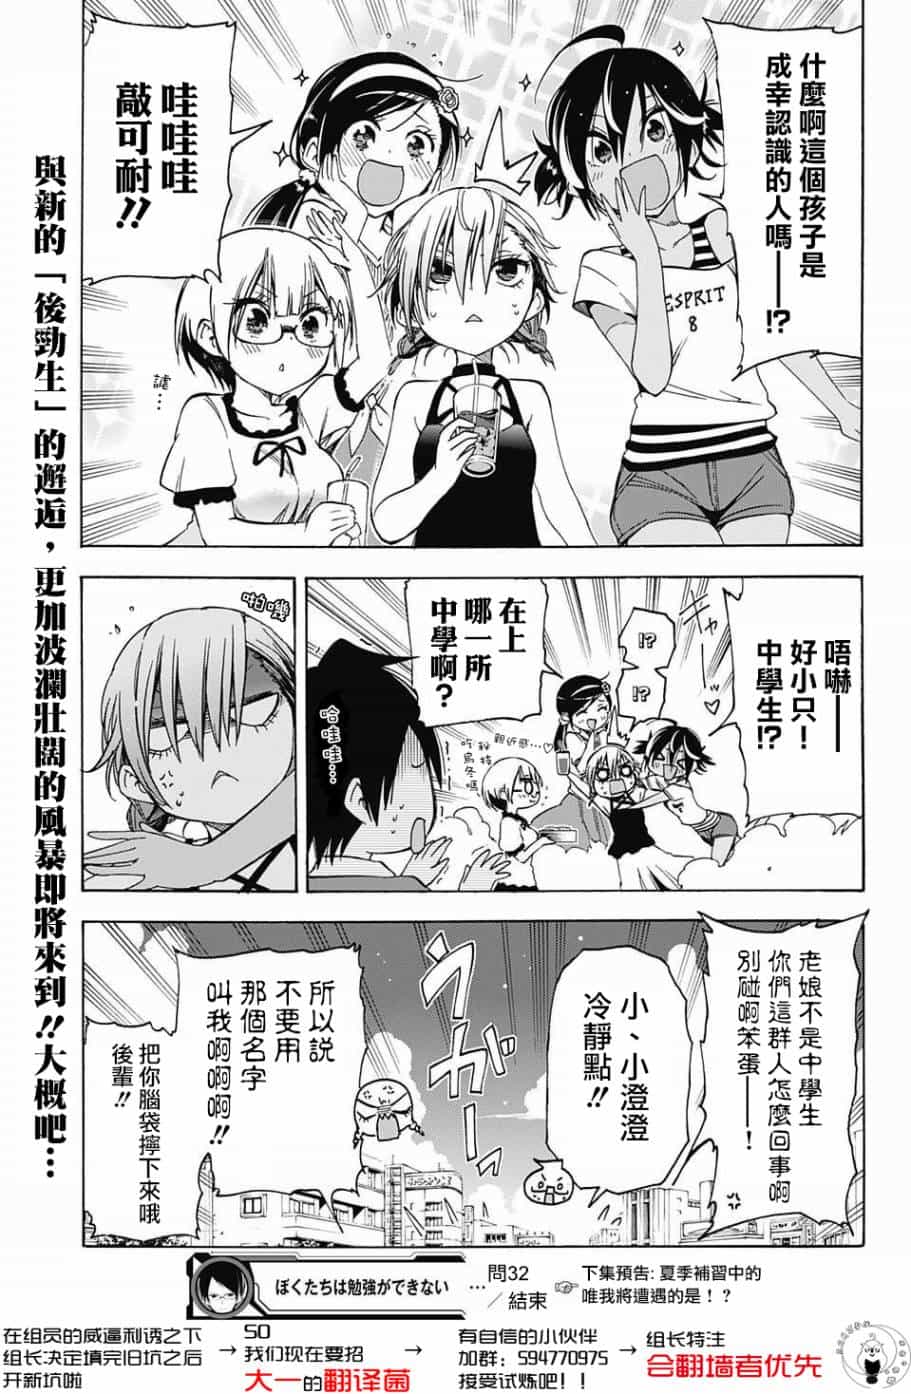 什麼啊這個孩子是
成幸認識的人嗎——!?
哇哇哇
敲可耐!!
ESPRIT
8
謔…
唔嚇——
好小只！
中學生!?
ギャー
!?
!?
在上
哪一所
中學啊？
親近感…♡
哈哇哇…
啪嘰
老娘不是中學生
你們這群人怎麼回事啊
別碰啊笨蛋——！
小、小澄澄
冷靜點!!
所以說
不要用
那個名字
叫我啊啊啊!!
把你腦袋擰下來哦
後輩!!
與新的「後勁生」的邂逅，更加波瀾壯闊的風暴即將來到!!大概吧…
ぼくたちは勉強ができない
…問32
／結束
下集預告: 夏季補習中的
唯我將遭遇的是！？
在组员的威逼利诱之下
组长决定填完旧坑之后
开新坑啦
→
SO
我们现在要招
大一的翻译菌
→
有自信的小伙伴
加群：594770975
接受试炼吧！！
→
组长特注
会翻墙者优先